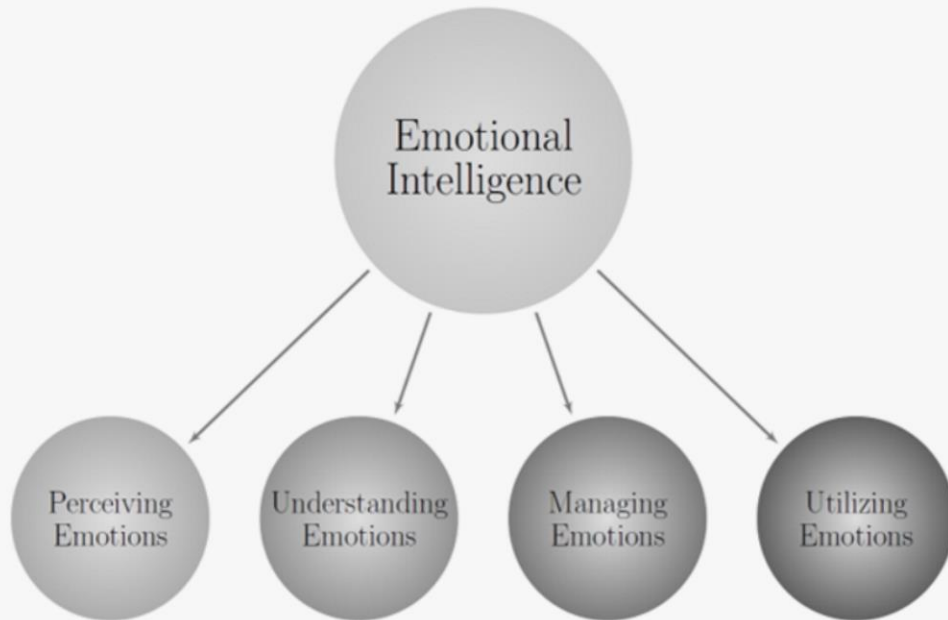 Emotional
Intelligence
Perceiving
Emotions
Understanding
Emotions
Managing
Emotions
Utilizing
Emotions